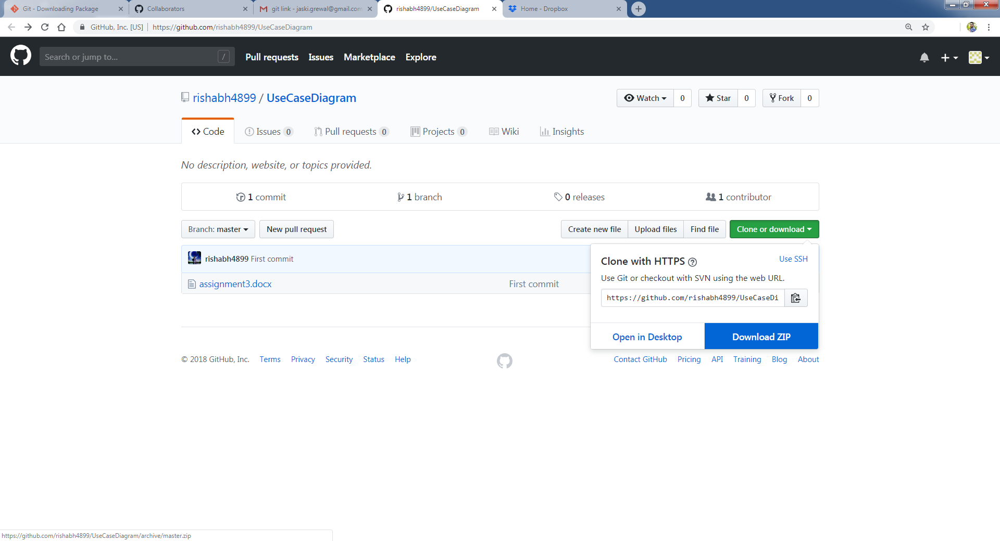 Git - Downloading Package
Collaborators
git link - jaski.grewal@gmail.com
rishabh4899/UseCaseDiagram
Home - Dropbox
GitHub, Inc. [US] | https://github.com/rishabh4899/UseCaseDiagram
Search or jump to... /
Pull requests Issues Marketplace Explore
rishabh4899 / UseCaseDiagram
Watch 0 Star 0 Fork 0
Code Issues 0 Pull requests 0 Projects 0 Wiki Insights
No description, website, or topics provided.
1 commit 1 branch 0 releases 1 contributor
Branch: master New pull request Create new file Upload files Find file Clone or download
rishabh4899 First commit
assignment3.docx First commit
Clone with HTTPS Use SSH
Use Git or checkout with SVN using the web URL.
https://github.com/rishabh4899/UseCaseDi
Open in Desktop Download ZIP
© 2018 GitHub, Inc. Terms Privacy Security Status Help Contact GitHub Pricing API Training Blog About
https://github.com/rishabh4899/UseCaseDiagram/archive/master.zip